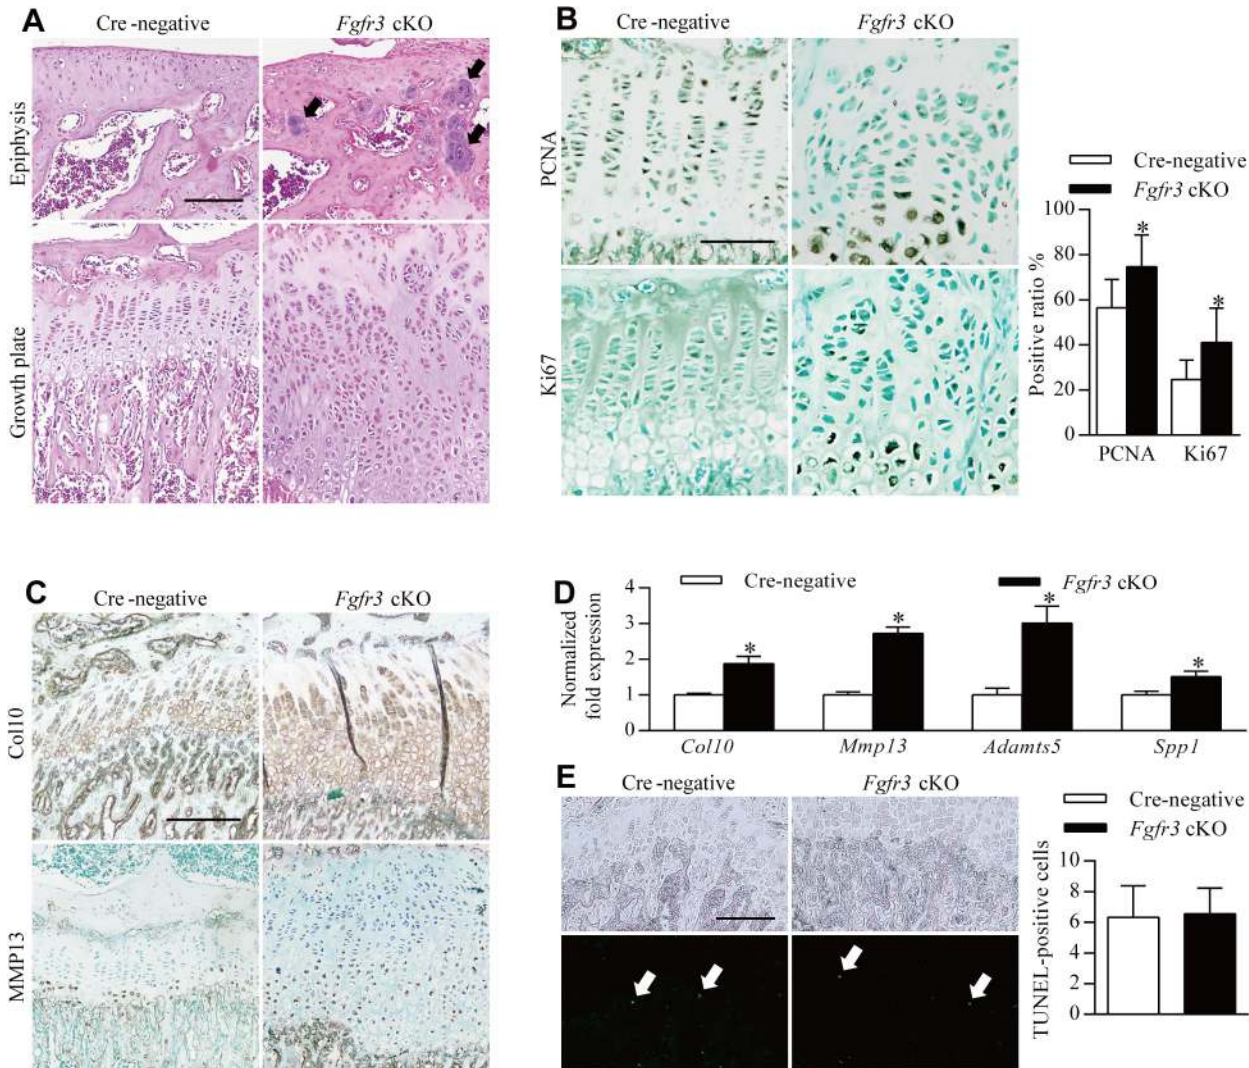 A
Cre-negative
Fgfr3 cKO
Epiphysis
Growth plate
B
Cre-negative
Fgfr3 cKO
PCNA
Ki67
Cre-negative
Fgfr3 cKO
Positive ratio %
100
80
60
40
20
0
*
*
PCNA
Ki67
C
Cre-negative
Fgfr3 cKO
Col10
MMP13
D
Cre-negative
Fgfr3 cKO
Normalized
fold expression
4
3
2
1
0
*
*
*
*
Col10
Mmp13
Adamts5
Spp1
E
Cre-negative
Fgfr3 cKO
Cre-negative
Fgfr3 cKO
TUNEL-positive cells
10
8
6
4
2
0